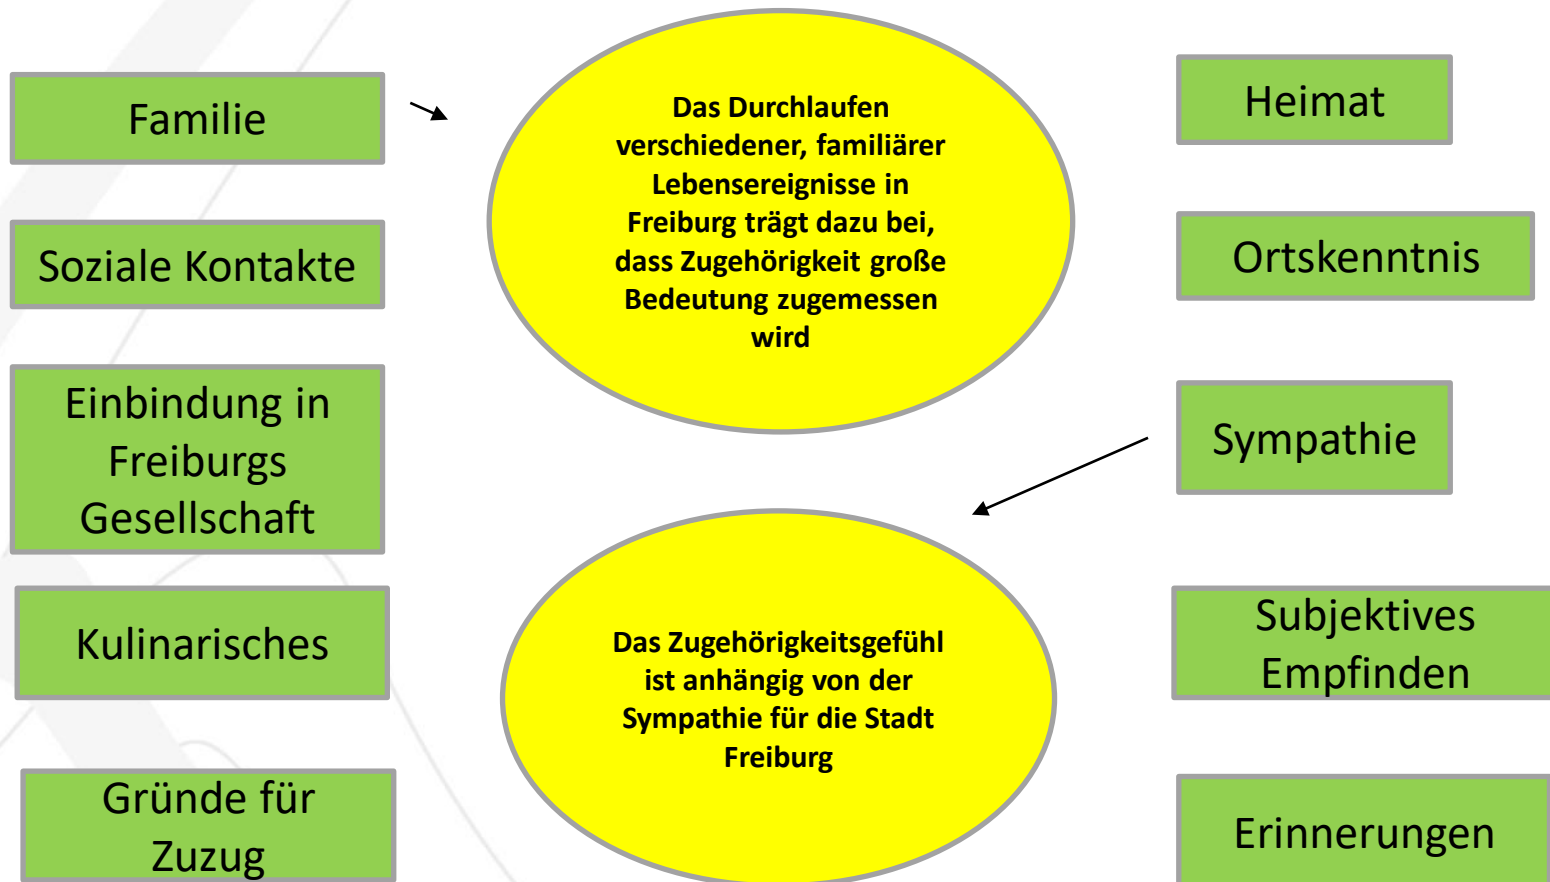 Familie
Soziale Kontakte
Einbindung in
Freiburgs
Gesellschaft
Kulinarisches
Gründe für
Zuzug
Das Durchlaufen
verschiedener, familiärer
Lebensereignisse in
Freiburg trägt dazu bei,
dass Zugehörigkeit große
Bedeutung zugemessen
wird
Das Zugehörigkeitsgefühl
ist anhängig von der
Sympathie für die Stadt
Freiburg
Heimat
Ortskenntnis
Sympathie
Subjektives
Empfinden
Erinnerungen